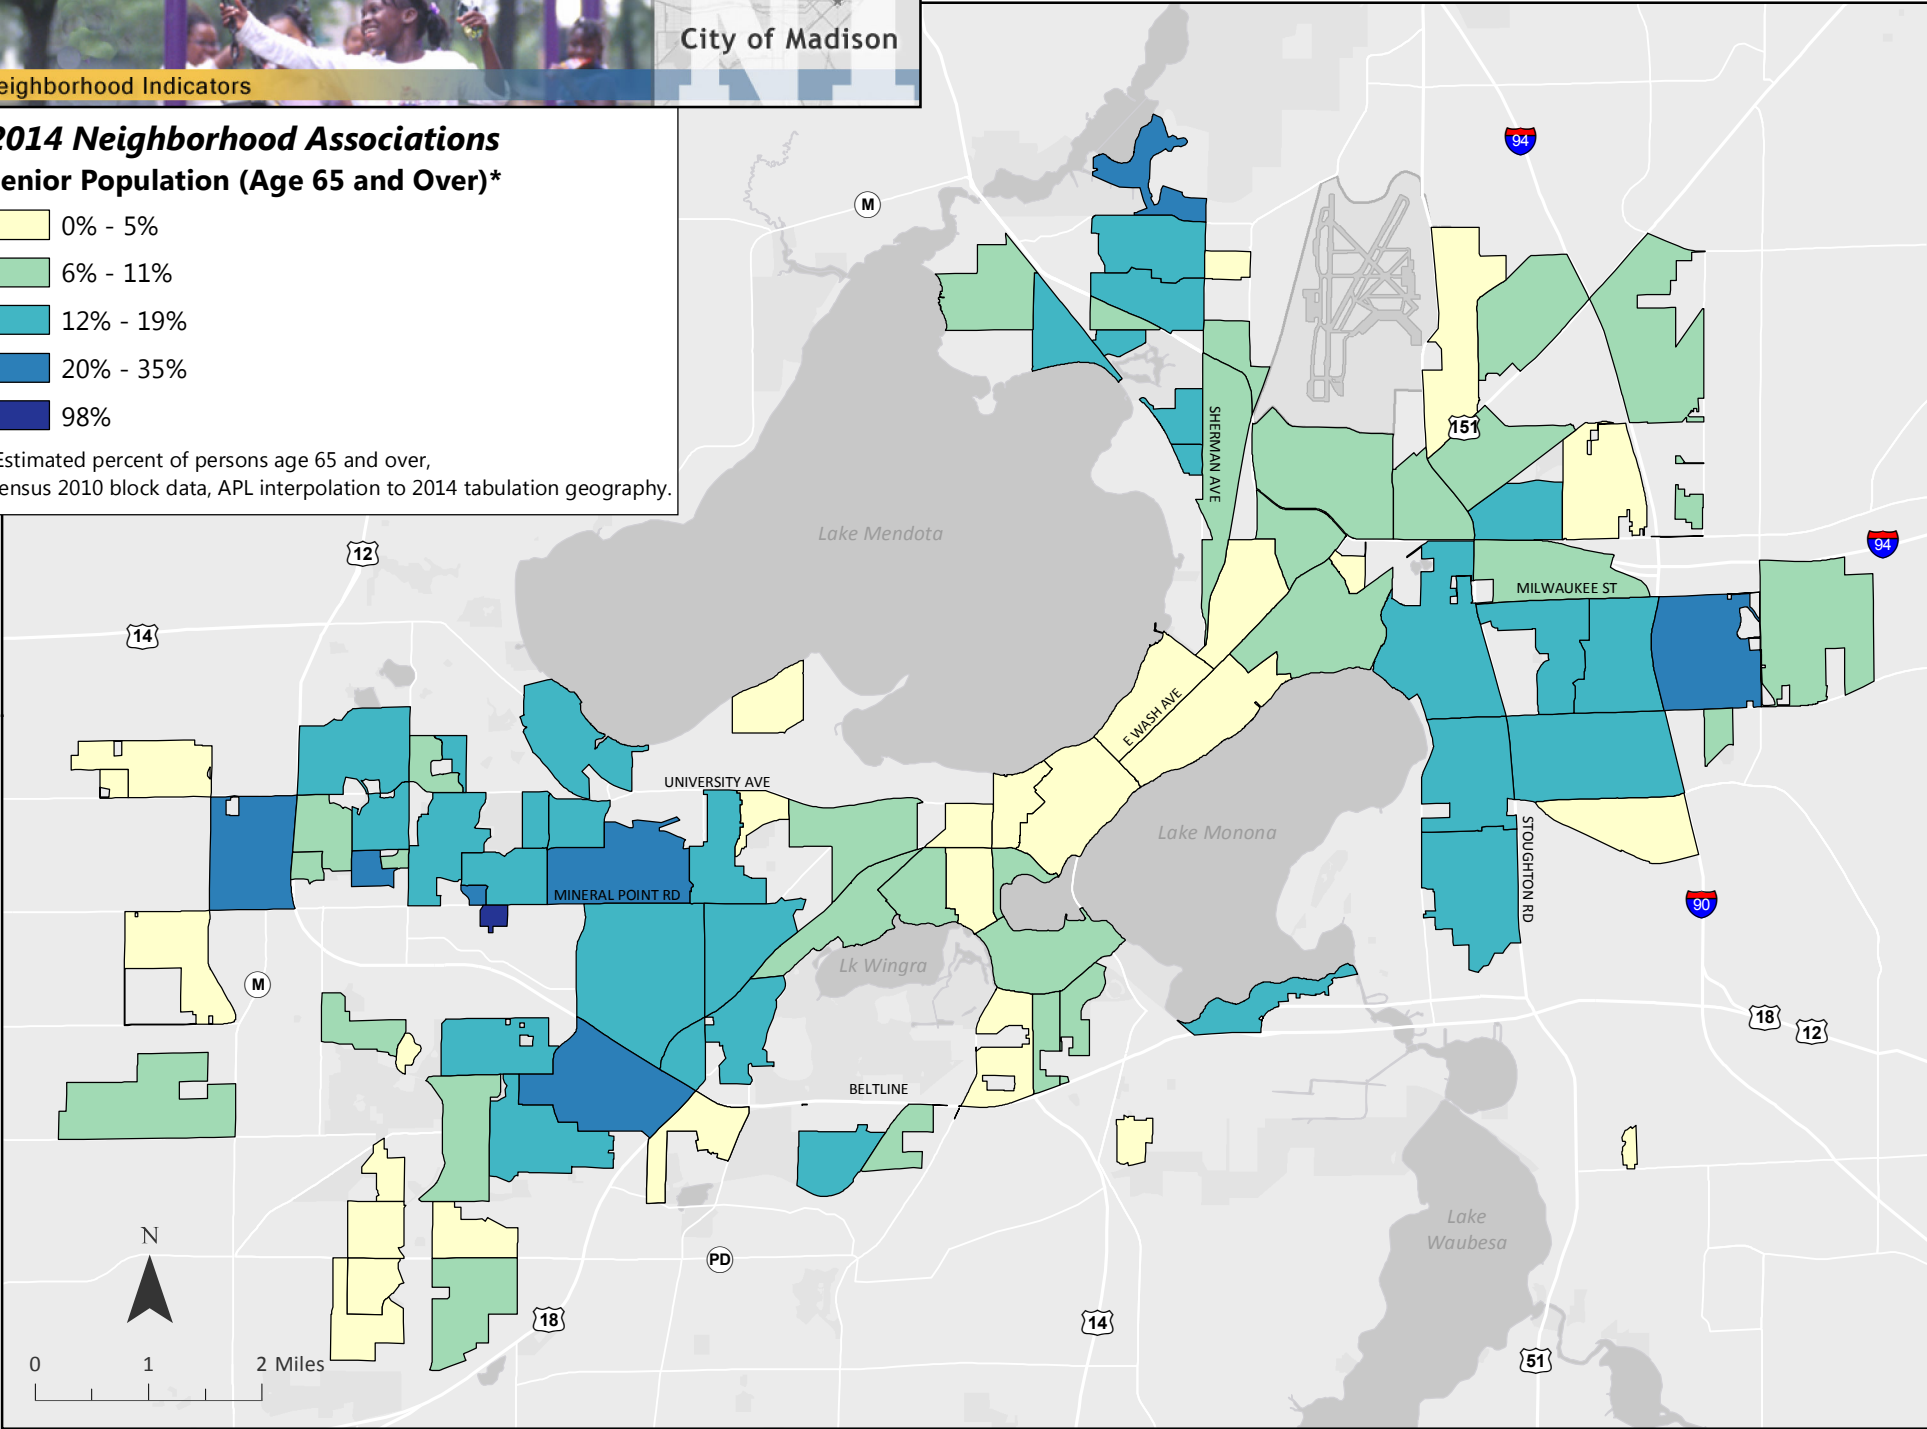 City of Madison
eighborhood Indicators
2014 Neighborhood Associations
enior Population (Age 65 and Over)*
0% - 5%
6% - 11%
12% - 19%
20% - 35%
98%
Estimated percent of persons age 65 and over,
ensus 2010 block data, APL interpolation to 2014 tabulation geography.
94
M
151
SHERMAN AVE
Lake Mendota
12
94
MILWAUKEE ST
14
E WASH AVE
UNIVERSITY AVE
Lake Monona
STOUGHTON RD
MINERAL POINT RD
90
Lk Wingra
M
18
12
BELTLINE
Lake
Waubesa
N
PD
18
14
51
0 1 2 Miles